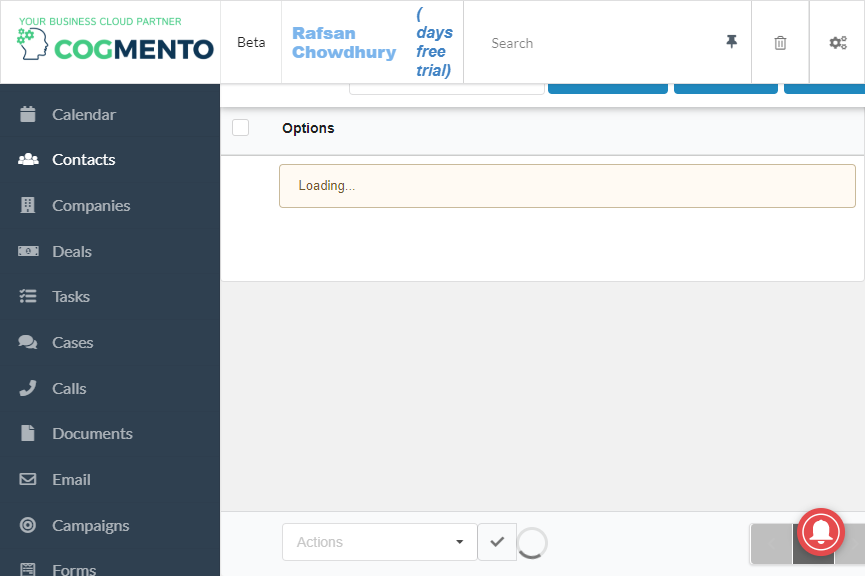 YOUR BUSINESS CLOUD PARTNER
COGMENTO
Beta
Rafsan
Chowdhury
(
days
free
trial)
Search
Calendar
Contacts
Companies
Deals
Tasks
Cases
Calls
Documents
Email
Campaigns
Forms
Options
Loading...
Actions